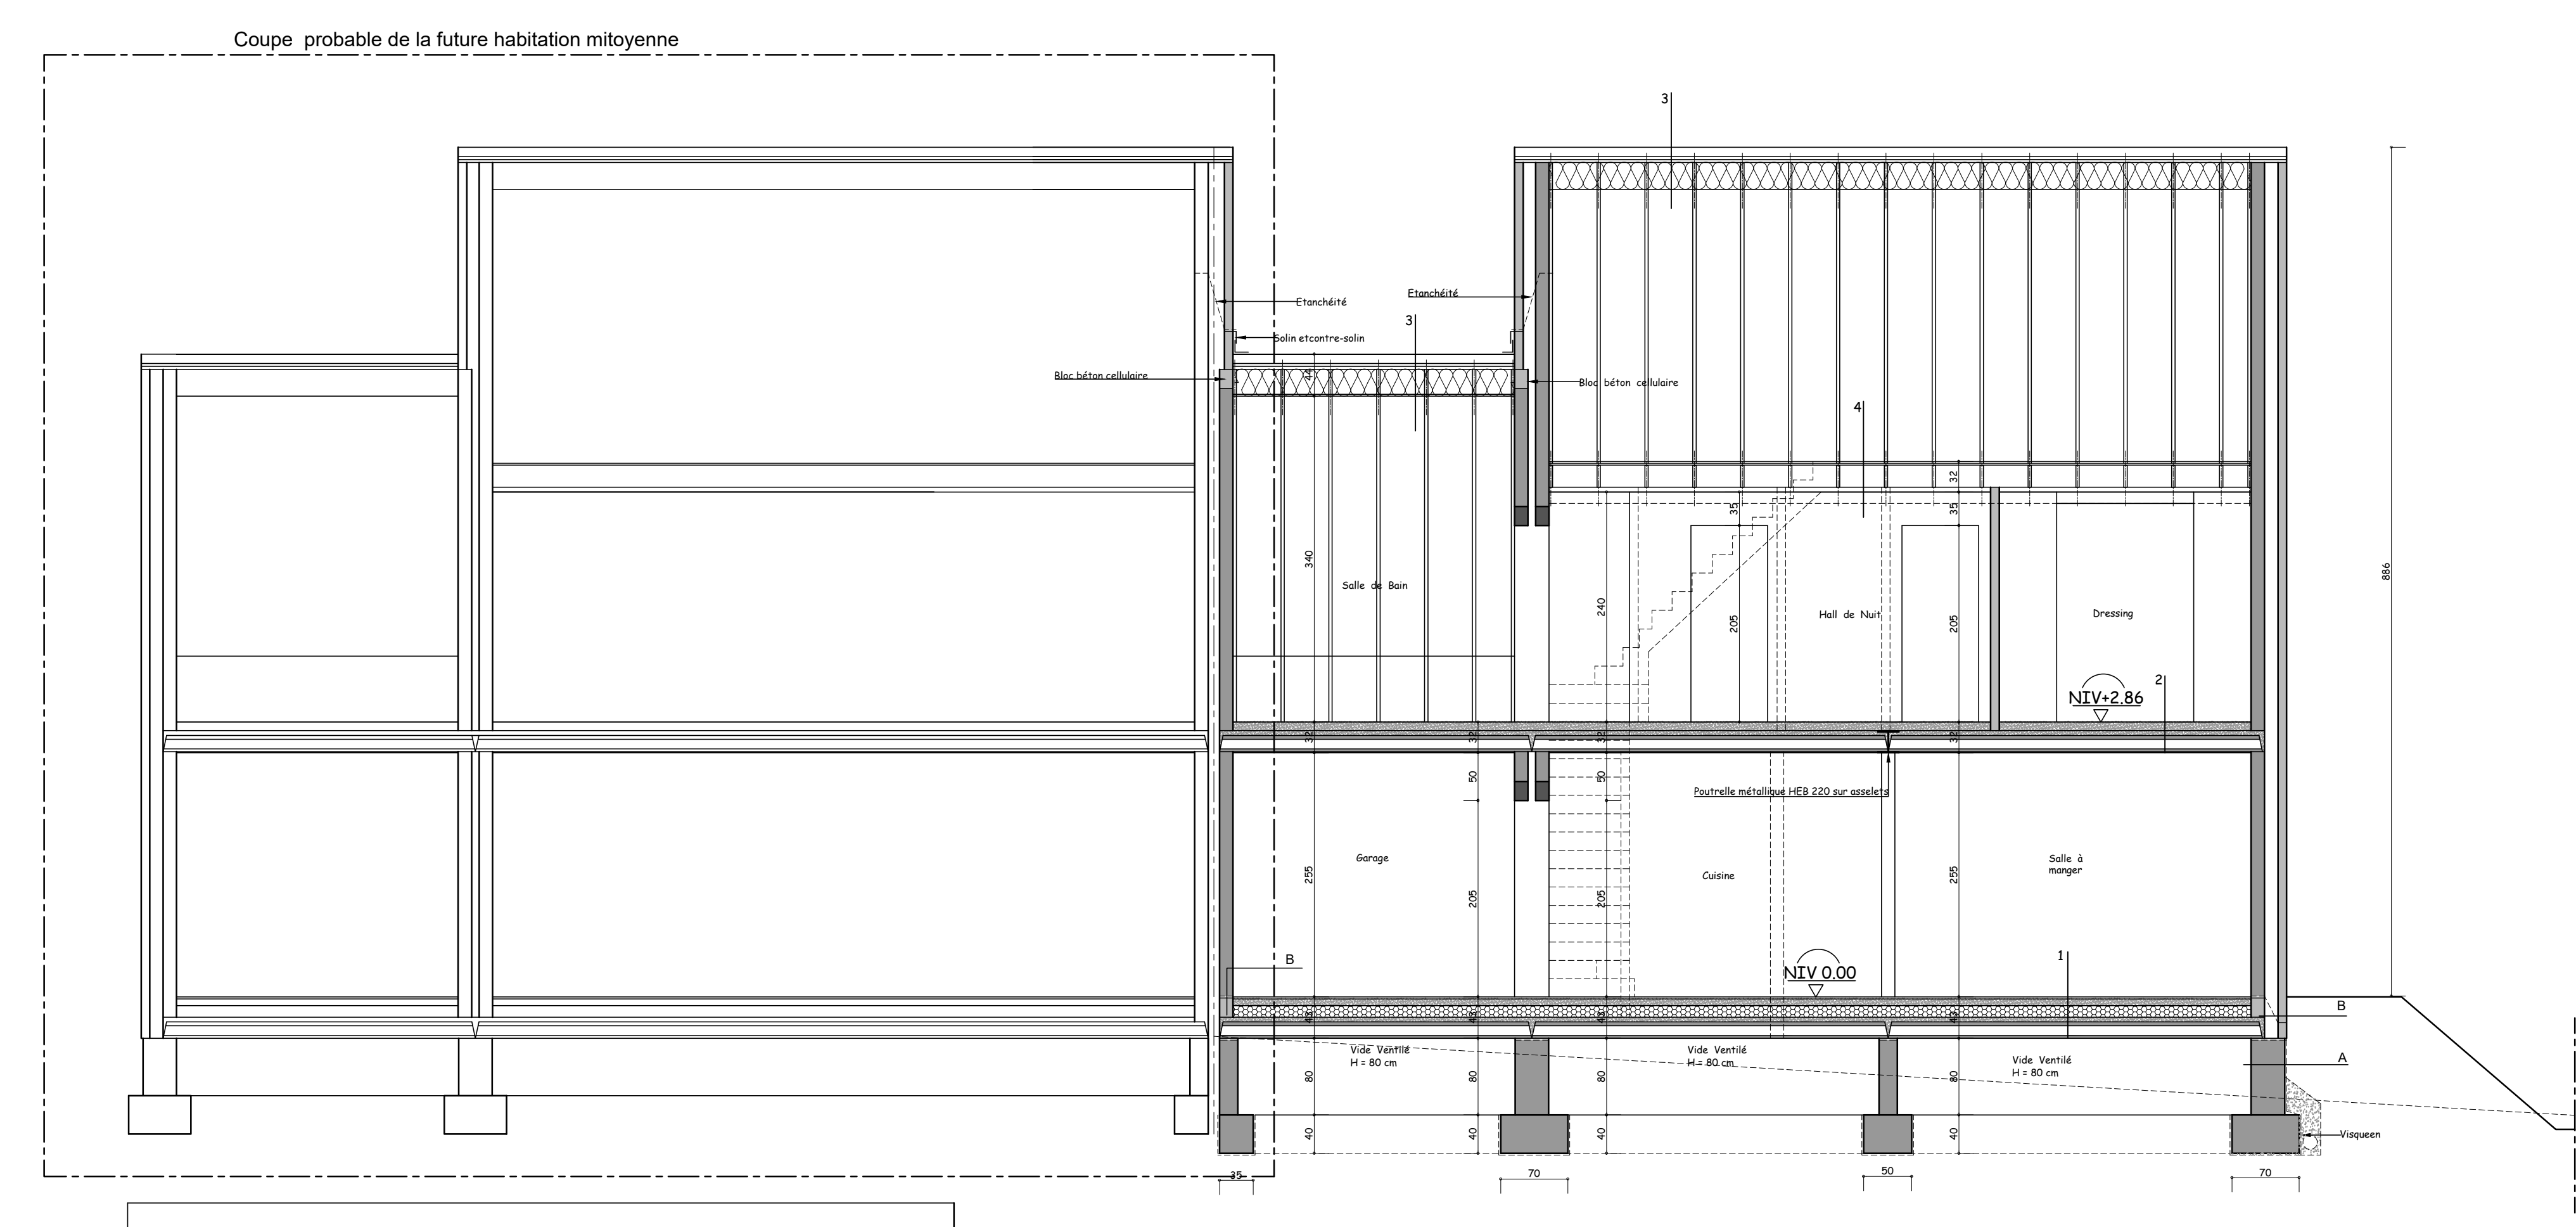 Coupe probable de la future habitation mitoyenne
3
Etanchéité
Etanchéité
3
Solin etcontre-solin
Bloc béton cellulaire
44
Bloc béton cellulaire
4
32
35
35
886
340
Salle de Bain
240
205
Hall de Nuit
205
Dressing
2
NIV+2.86
32
32
32
32
50
50
Poutrelle métallique HEB 220 sur asselets
Garage
Salle à
manger
255
205
205
Cuisine
255
B
1
NIV 0.00
43
43
43
43
B
Vide Ventilé
H = 80 cm
Vide Ventilé
H = 80 cm
Vide Ventilé
H = 80 cm
A
80
80
80
80
40
40
40
40
Visqueen
35
70
50
70